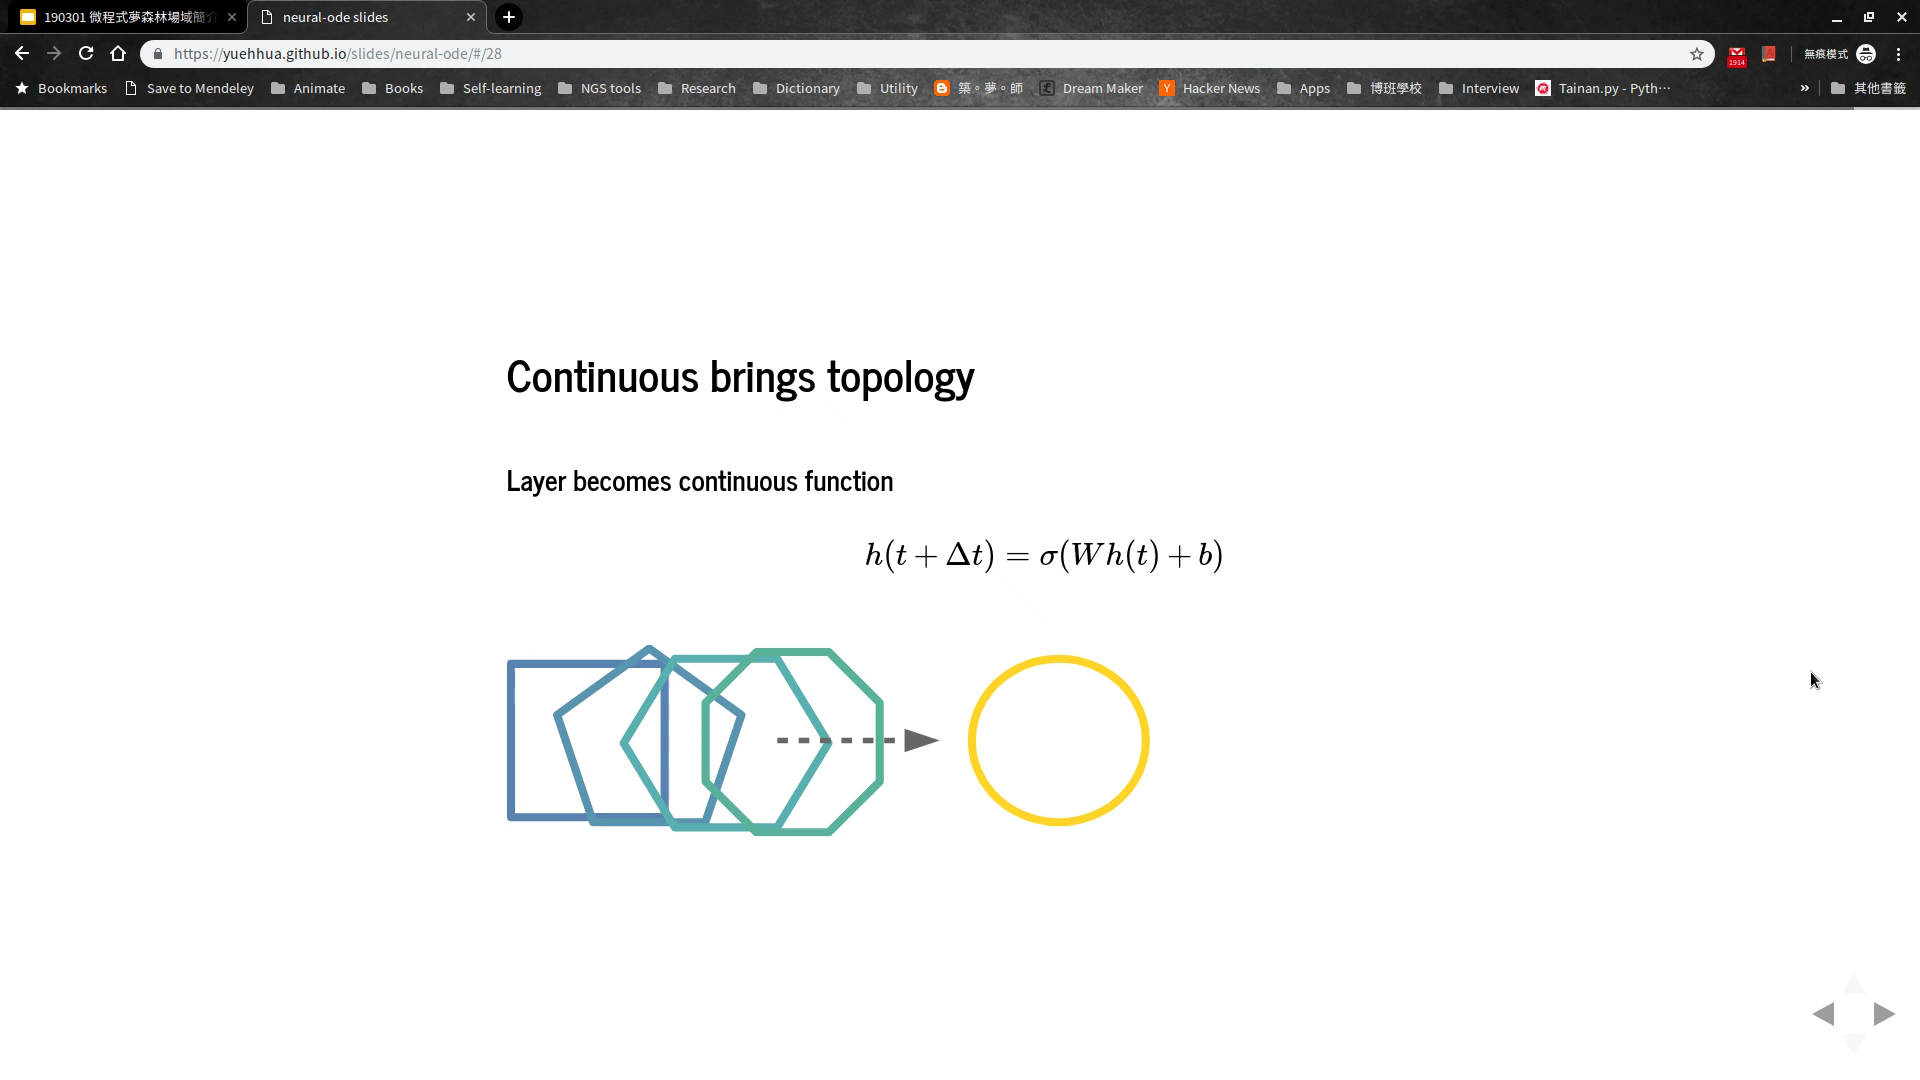 190301 微程式夢森林場域簡介
neural-ode slides
https://yuehhua.github.io/slides/neural-ode/#/28
1914
無痕模式
Bookmarks
Save to Mendeley
Animate
Books
Self-learning
NGS tools
Research
Dictionary
Utility
築。夢。師
Dream Maker
Hacker News
Apps
博班學校
Interview
Tainan.py - Pyth…
»
其他書籤
Continuous brings topology
Layer becomes continuous function
h(t + Δt) = σ(Wh(t) + b)